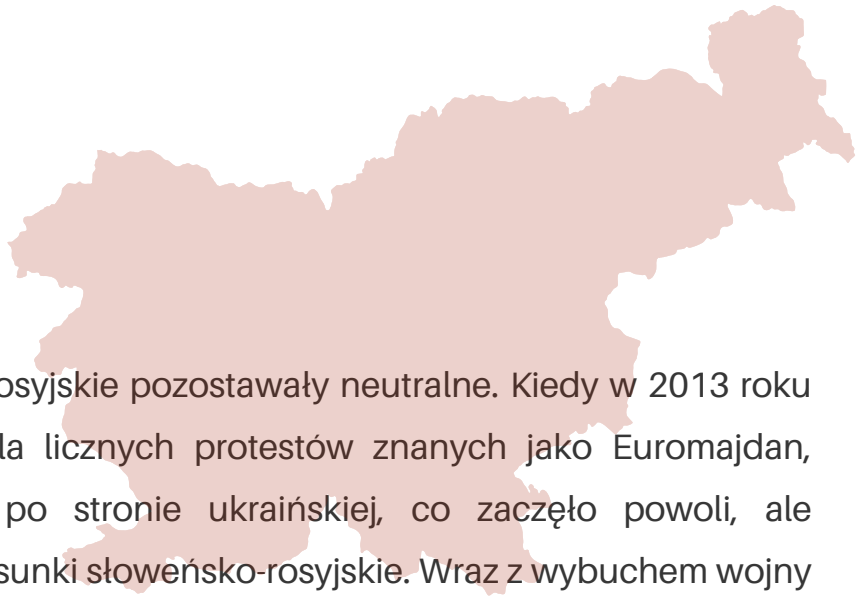 osyjskie pozostawały neutralne. Kiedy w 2013 roku
la licznych protestów znanych jako Euromajdan,
po stronie ukraińskiej, co zaczęło powoli, ale
sunki słoweńsko-rosyjskie. Wraz z wybuchem wojny